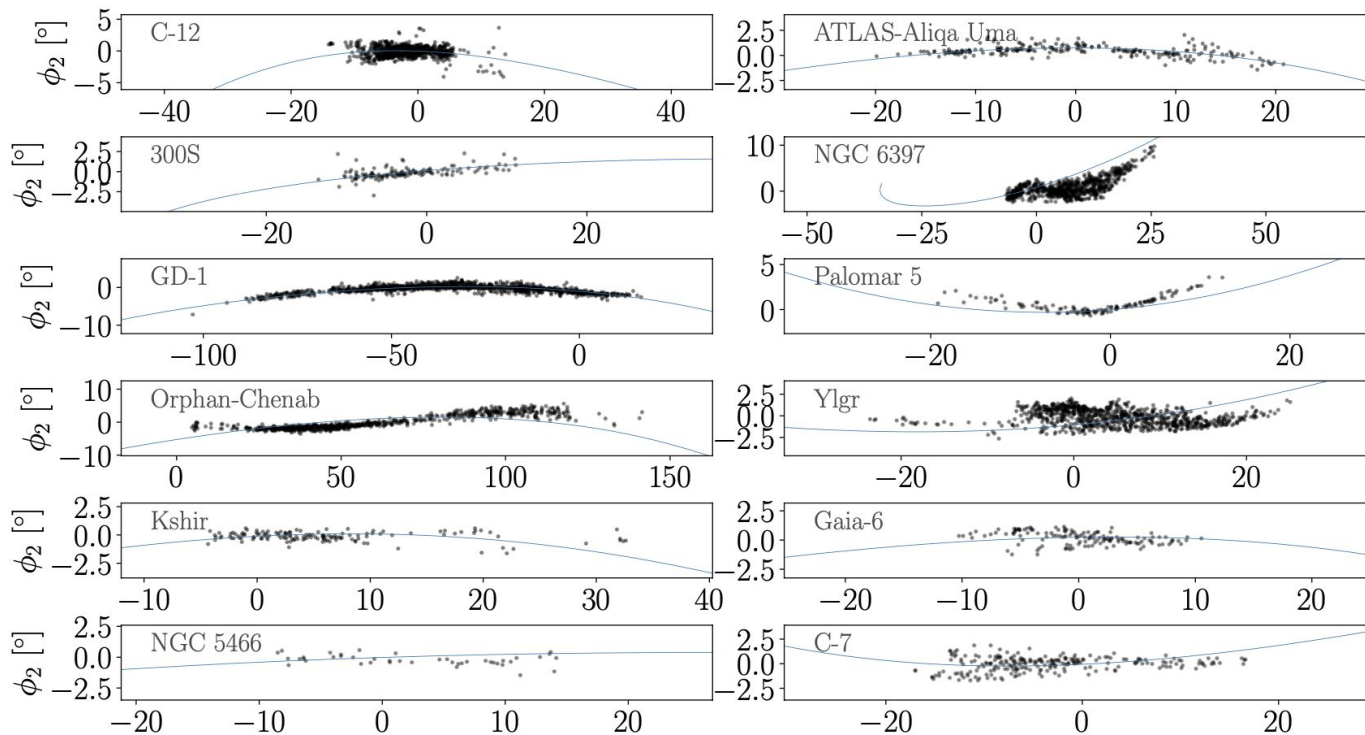 ϕ₂ [°]
5
0
−5
C-12
−40 −20 0 20 40
2.5
0.0
−2.5
ATLAS-Aliqa Uma
−20 −10 0 10 20
ϕ₂ [°]
2.5
0.0
−2.5
300S
−20 0 20
10
0
NGC 6397
−50 −25 0 25 50
ϕ₂ [°]
0
−10
GD-1
−100 −50 0
5
0
Palomar 5
−20 0 20
ϕ₂ [°]
10
0
−10
Orphan-Chenab
0 50 100 150
2.5
0.0
−2.5
Ylgr
−20 0 20
ϕ₂ [°]
2.5
0.0
−2.5
Kshir
−10 0 10 20 30 40
2.5
0.0
−2.5
Gaia-6
−20 −10 0 10 20
ϕ₂ [°]
2.5
0.0
−2.5
NGC 5466
−20 −10 0 10 20
2.5
0.0
−2.5
C-7
−20 0 20